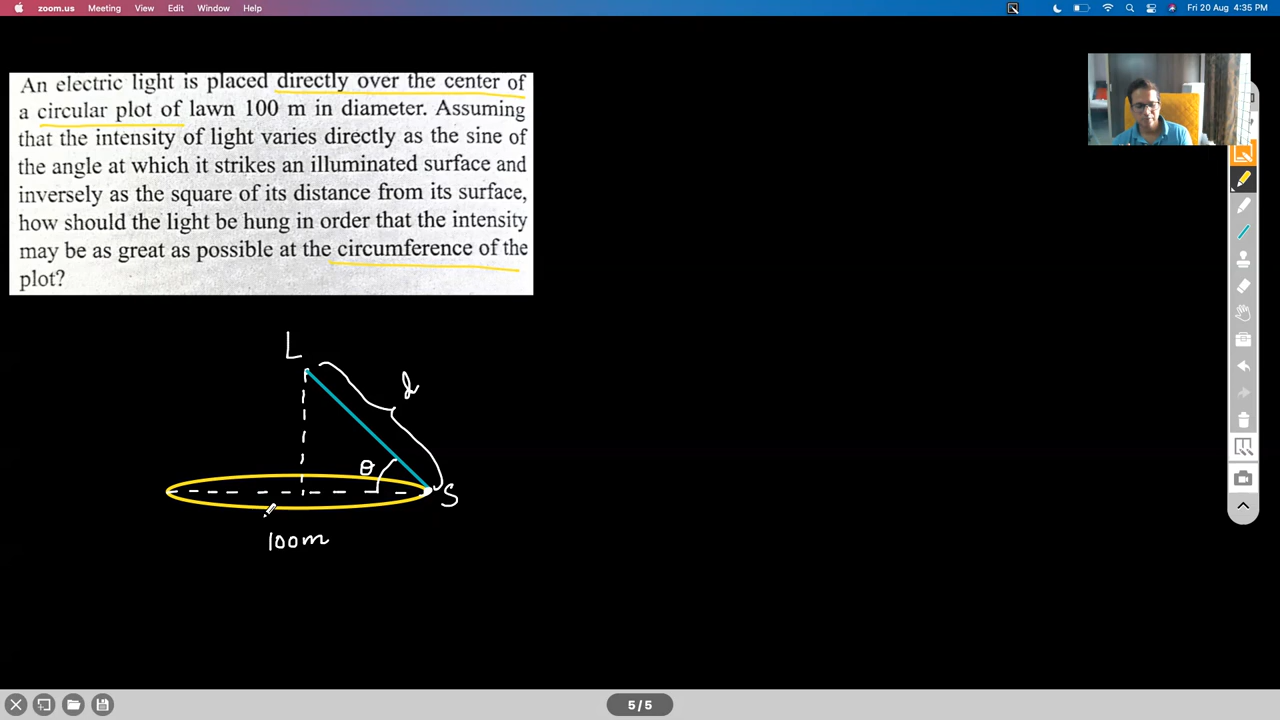 zoom.us Meeting View Edit Window Help Fri 20 Aug 4:35 PM
An electric light is placed directly over the center of
a circular plot of lawn 100 m in diameter. Assuming
that the intensity of light varies directly as the sine of
the angle at which it strikes an illuminated surface and
inversely as the square of its distance from its surface,
how should the light be hung in order that the intensity
may be as great as possible at the circumference of the
plot?
L
d
θ
S
100m
5/5